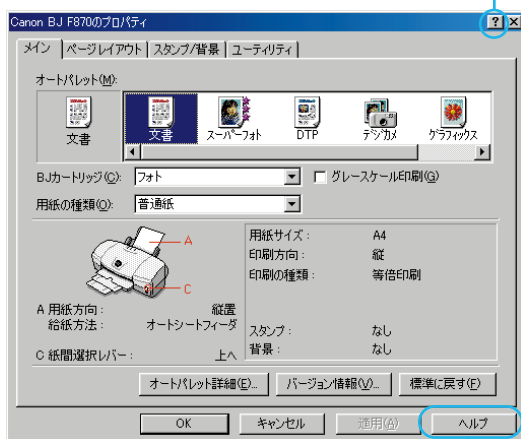 Canon BJ F870のプロパティ ? ×
メイン ページレイアウト スタンプ/背景 ユーティリティ
オートパレット(M):
文書 文書 スーパーフォト DTP デジカメ グラフィックス
BJカートリッジ(C): フォト グレースケール印刷(G)
用紙の種類(O): 普通紙
A
C
A 用紙方向: 縦置
給紙方法: オートシートフィーダ
C 紙間選択レバー: 上へ
用紙サイズ: A4
印刷方向: 縦
印刷の種類: 等倍印刷
スタンプ: なし
背景: なし
オートパレット詳細(E)... バージョン情報(V)... 標準に戻す(F)
OK キャンセル 適用(A) ヘルプ